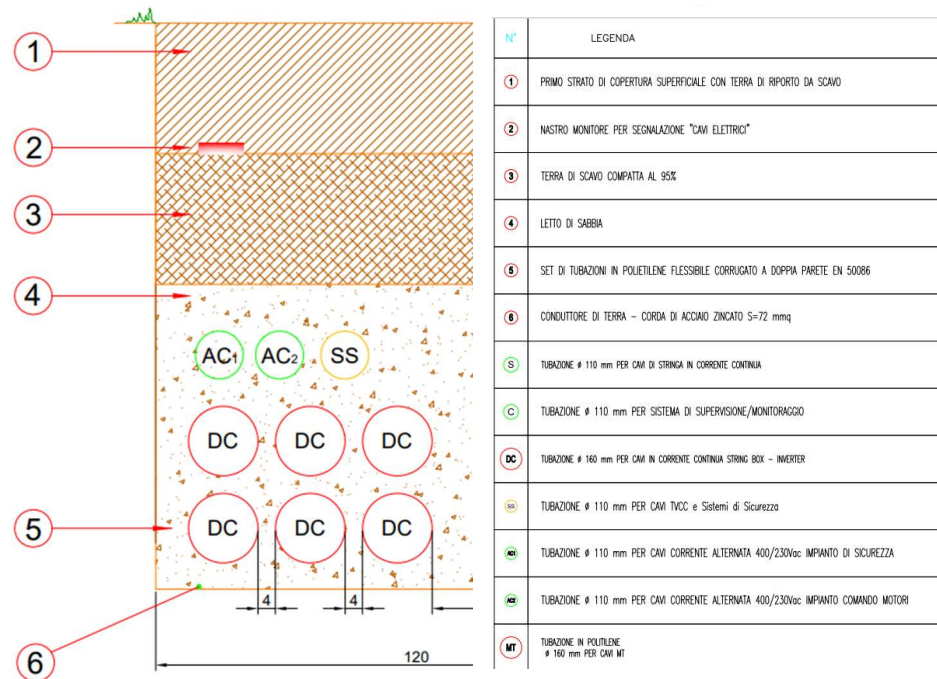 1
2
3
4
AC1 AC2 SS
DC DC DC
5
DC DC DC
4 4
6
120
N° LEGENDA
1 PRIMO STRATO DI COPERTURA SUPERFICIALE CON TERRA DI RIPORTO DA SCAVO
2 NASTRO MONITORE PER SEGNALAZIONE "CAVI ELETTRICI"
3 TERRA DI SCAVO COMPATTA AL 95%
4 LETTO DI SABBIA
5 SET DI TUBAZIONI IN POLIETILENE FLESSIBILE CORRUGATO A DOPPIA PARETE EN 50086
6 CONDUTTORE DI TERRA – CORDA DI ACCIAIO ZINCATO S=72 mmq
S TUBAZIONE ø 110 mm PER CAVI DI STRINGA IN CORRENTE CONTINUA
C TUBAZIONE ø 110 mm PER SISTEMA DI SUPERVISIONE/MONITORAGGIO
DC TUBAZIONE ø 160 mm PER CAVI IN CORRENTE CONTINUA STRING BOX – INVERTER
SS TUBAZIONE ø 110 mm PER CAVI TVCC e Sistemi di Sicurezza
AC1 TUBAZIONE ø 110 mm PER CAVI CORRENTE ALTERNATA 400/230Vac IMPIANTO DI SICUREZZA
AC2 TUBAZIONE ø 110 mm PER CAVI CORRENTE ALTERNATA 400/230Vac IMPIANTO COMANDO MOTORI
MT TUBAZIONE IN POLITILENE
ø 160 mm PER CAVI MT